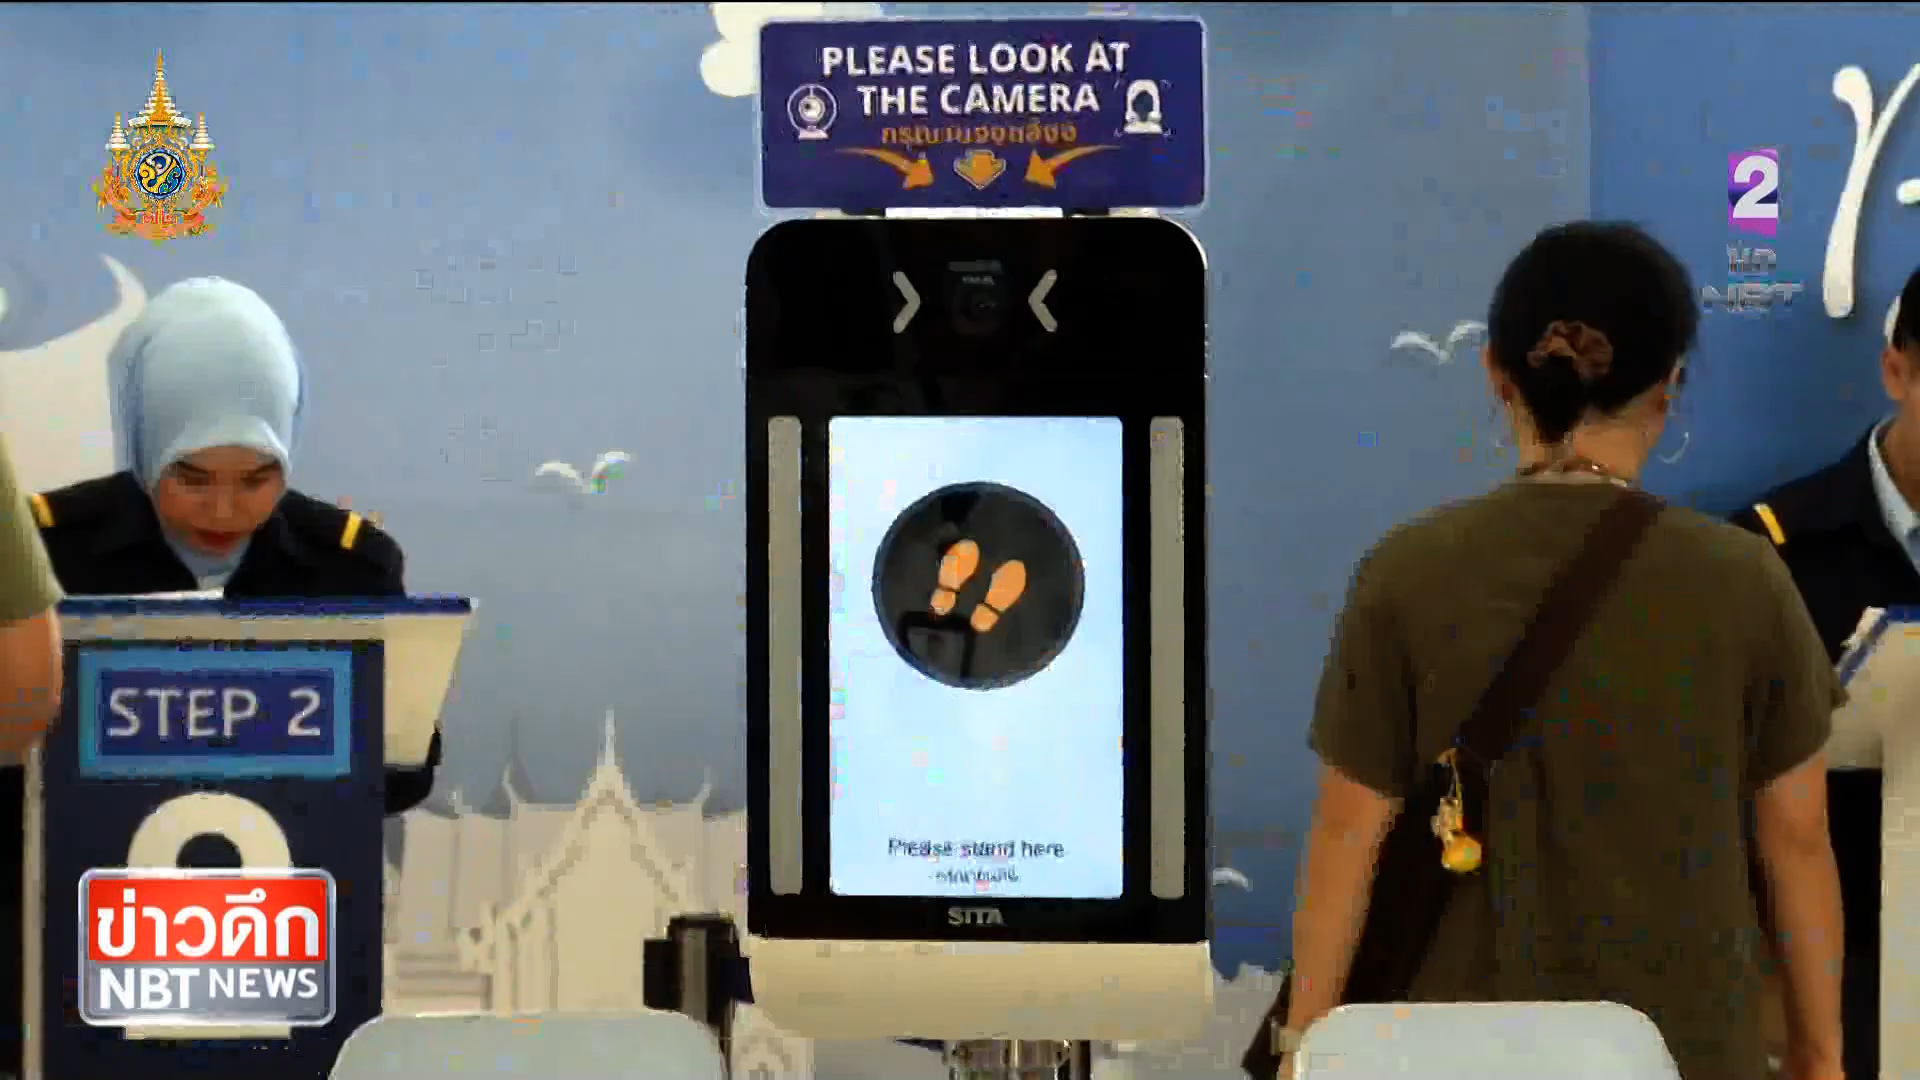 PLEASE LOOK AT
THE CAMERA
2
NBT
STEP 2
Please stand here
SITA
ข่าวดึก
NBT NEWS